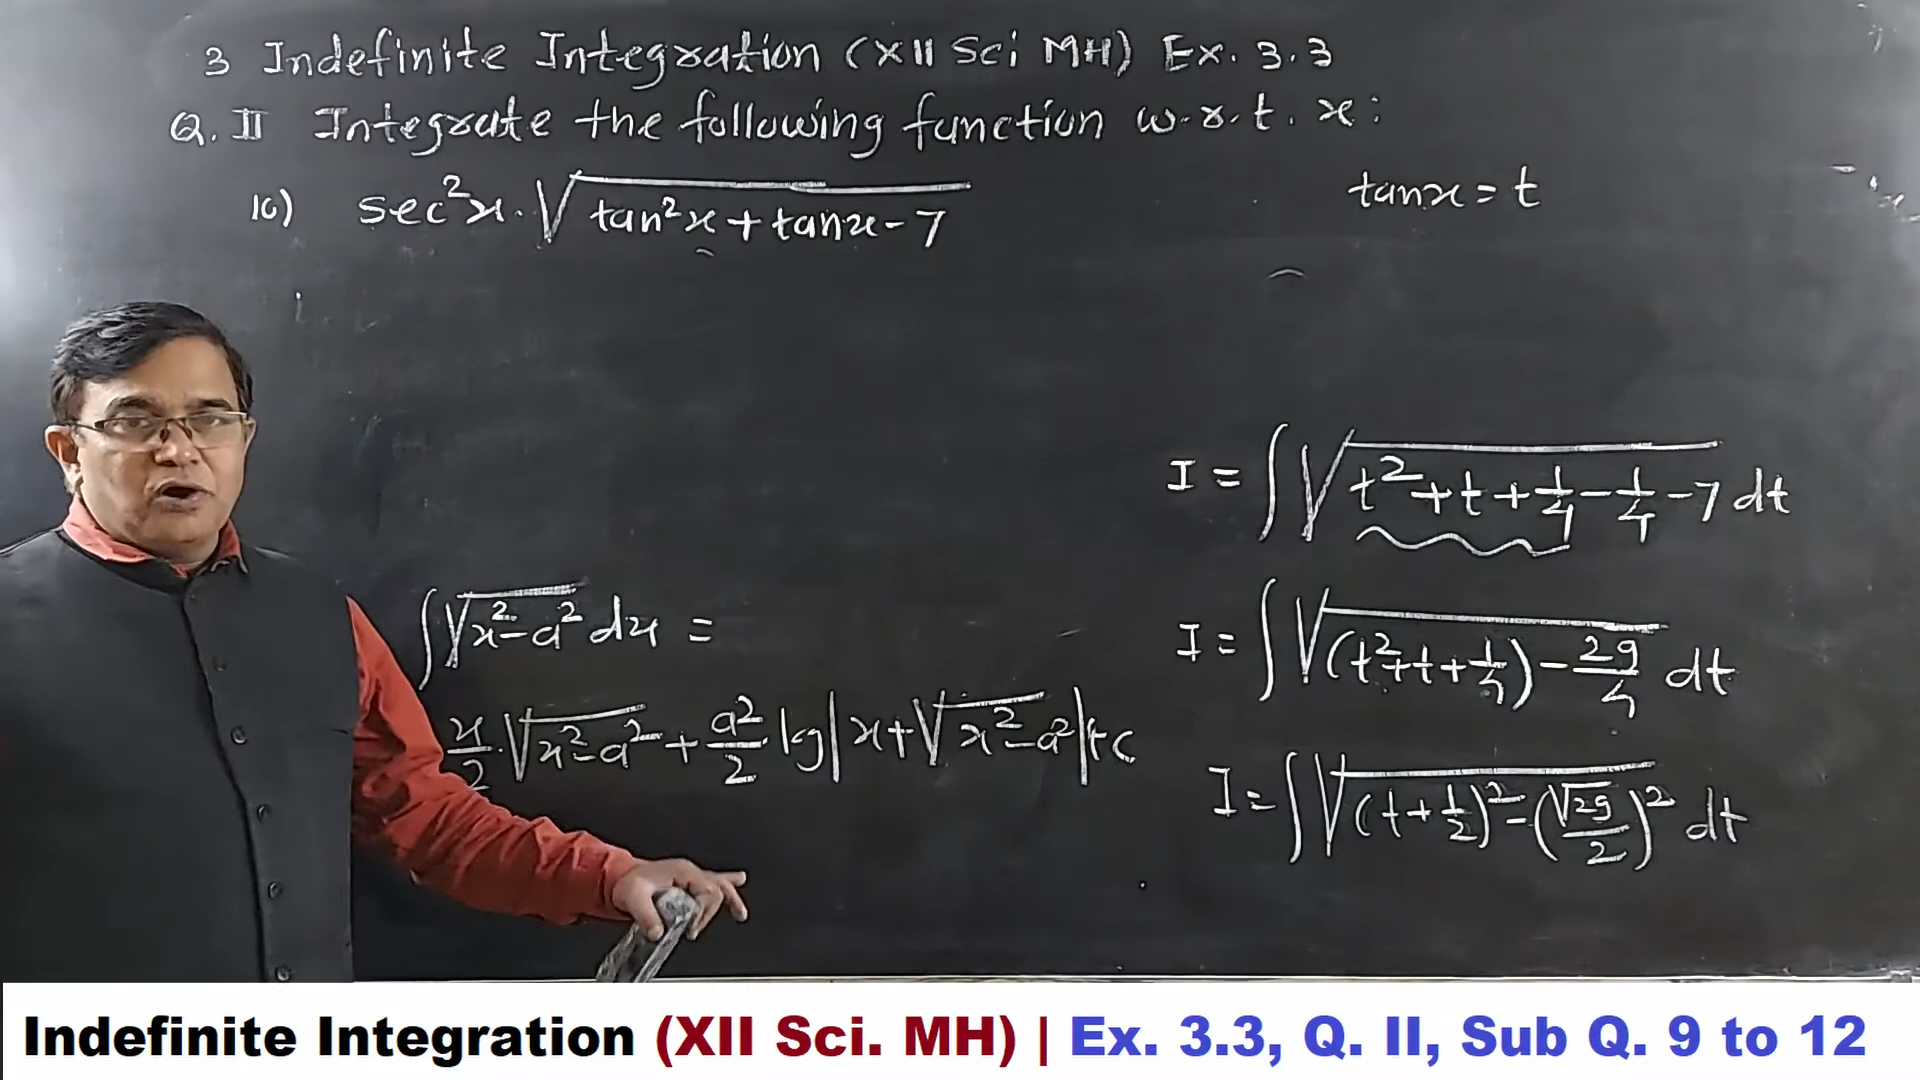 3 Indefinite Integration (XII Sci MH) Ex. 3.3
Q. II Integrate the following function w.r.t. x:
10) sec²x.√(tan²x + tanx - 7)
tanx = t
I = ∫√(t² + t + 1/4 - 1/4 - 7) dt
I = ∫√((t² + t + 1/4) - 29/4) dt
I = ∫√((t + 1/2)² - (√29/2)²) dt
∫√(x² - a²) dx =
x/2.√(x² - a²) + a²/2 log|x + √(x² - a²)| + c
Indefinite Integration (XII Sci. MH) | Ex. 3.3, Q. II, Sub Q. 9 to 12